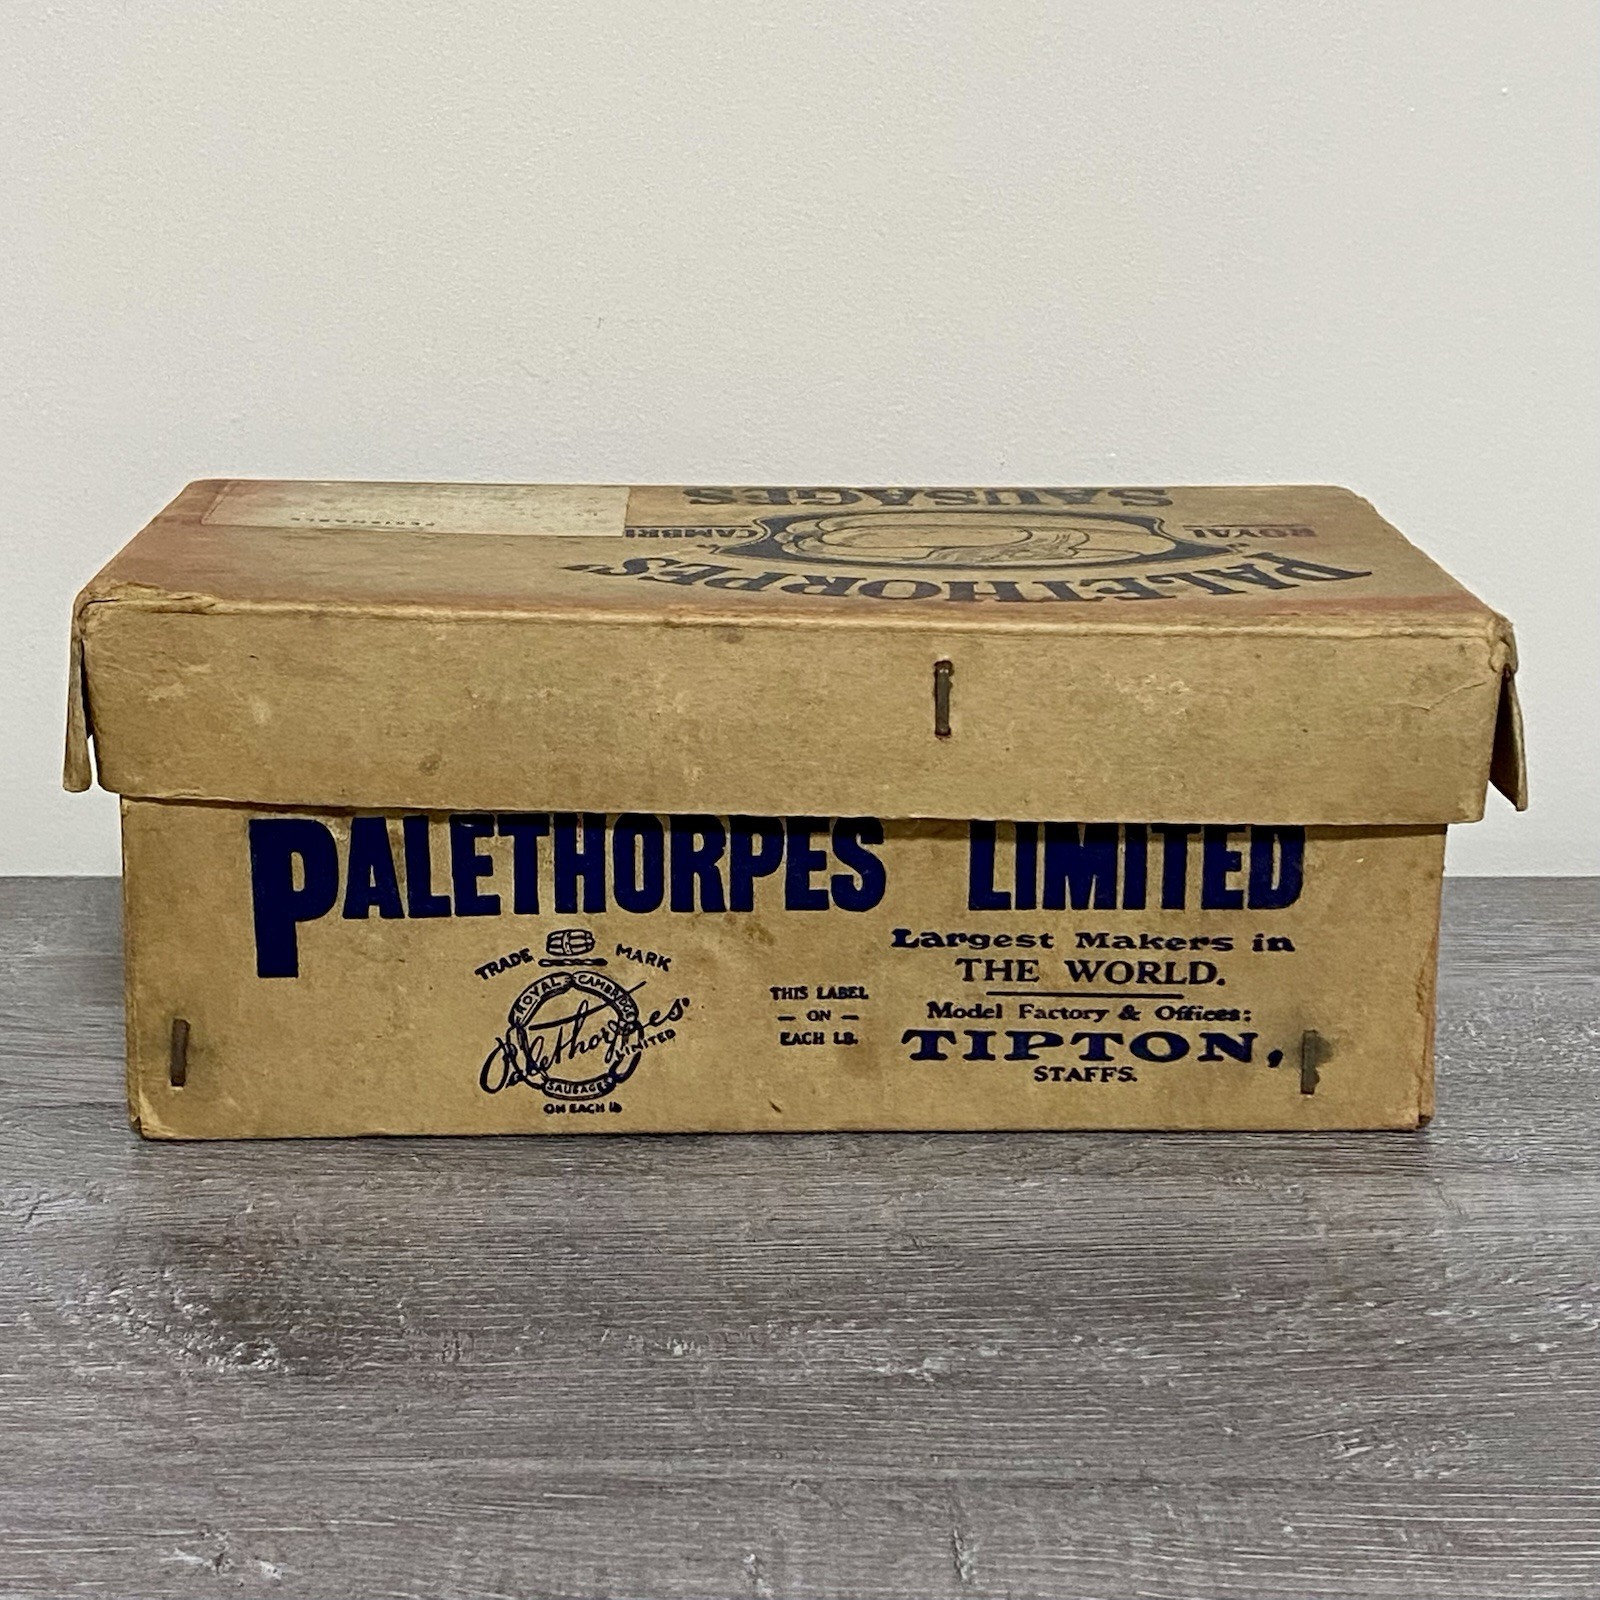 PERISHABLE
SAUSAGES
ROYAL CAMBRI
PALETHORPES'
PALETHORPES LIMITED
TRADE MARK
ROYAL CAMBRIDGE
Palethorpes'
LIMITED
SAUSAGES
ON EACH lb
THIS LABEL
— ON —
EACH LB.
Largest Makers in
THE WORLD.
Model Factory & Offices:
TIPTON,
STAFFS.